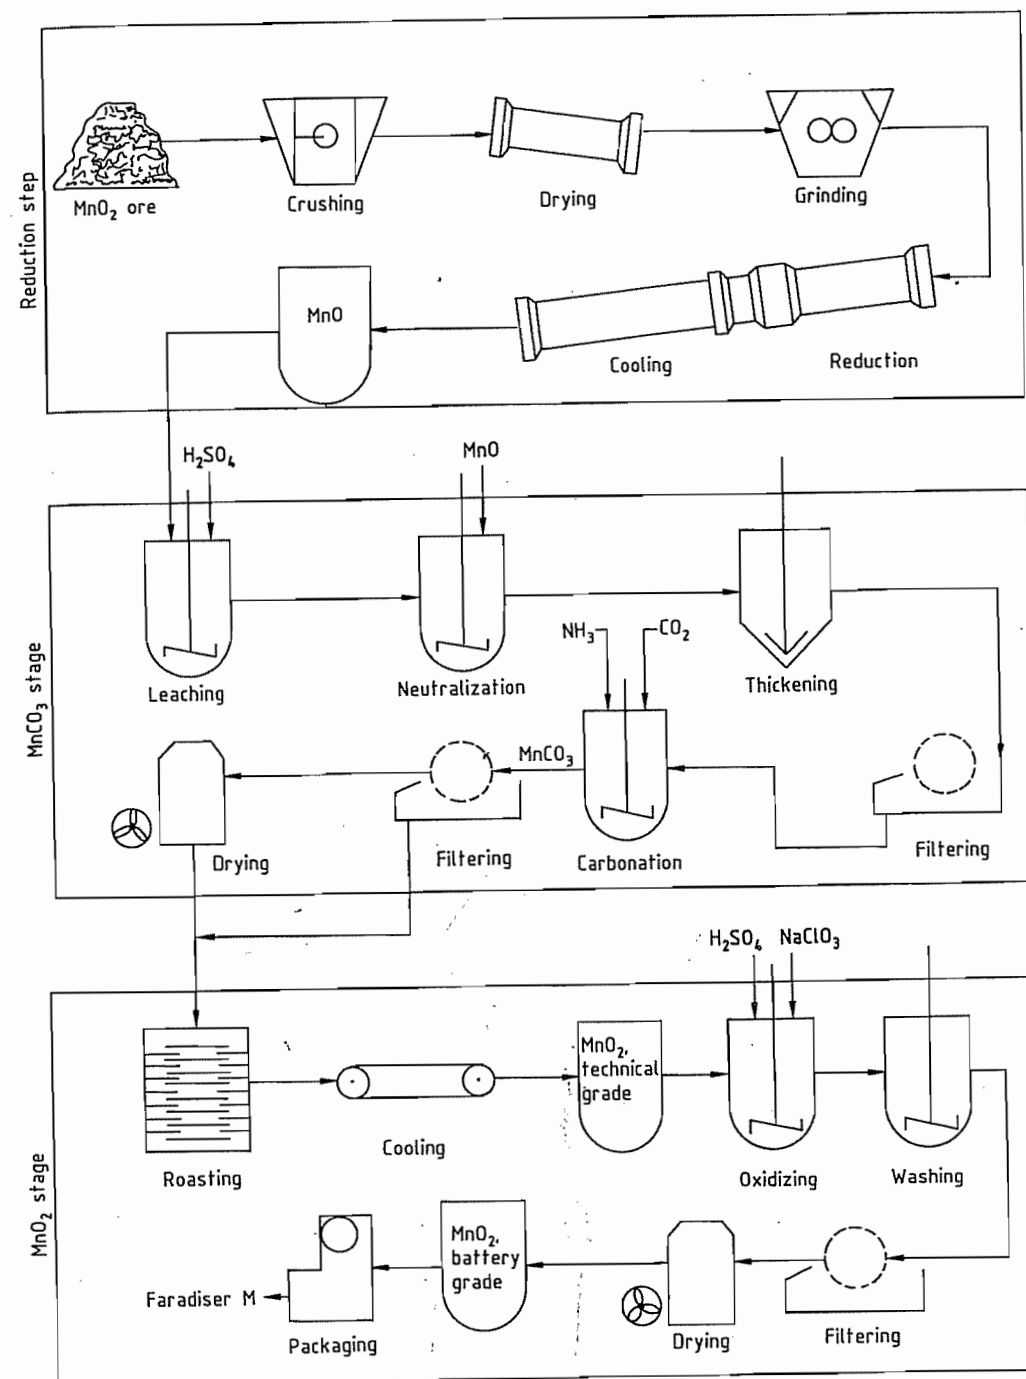 Reduction step
MnO₂ ore
Crushing
Drying
Grinding
MnO
Cooling
Reduction
MnCO₃ stage
H₂SO₄
MnO
Leaching
Neutralization
Thickening
NH₃
CO₂
MnCO₃
Drying
Filtering
Carbonation
Filtering
MnO₂ stage
H₂SO₄
NaClO₃
Roasting
Cooling
MnO₂,
technical
grade
Oxidizing
Washing
Faradiser M
Packaging
MnO₂,
battery
grade
Drying
Filtering